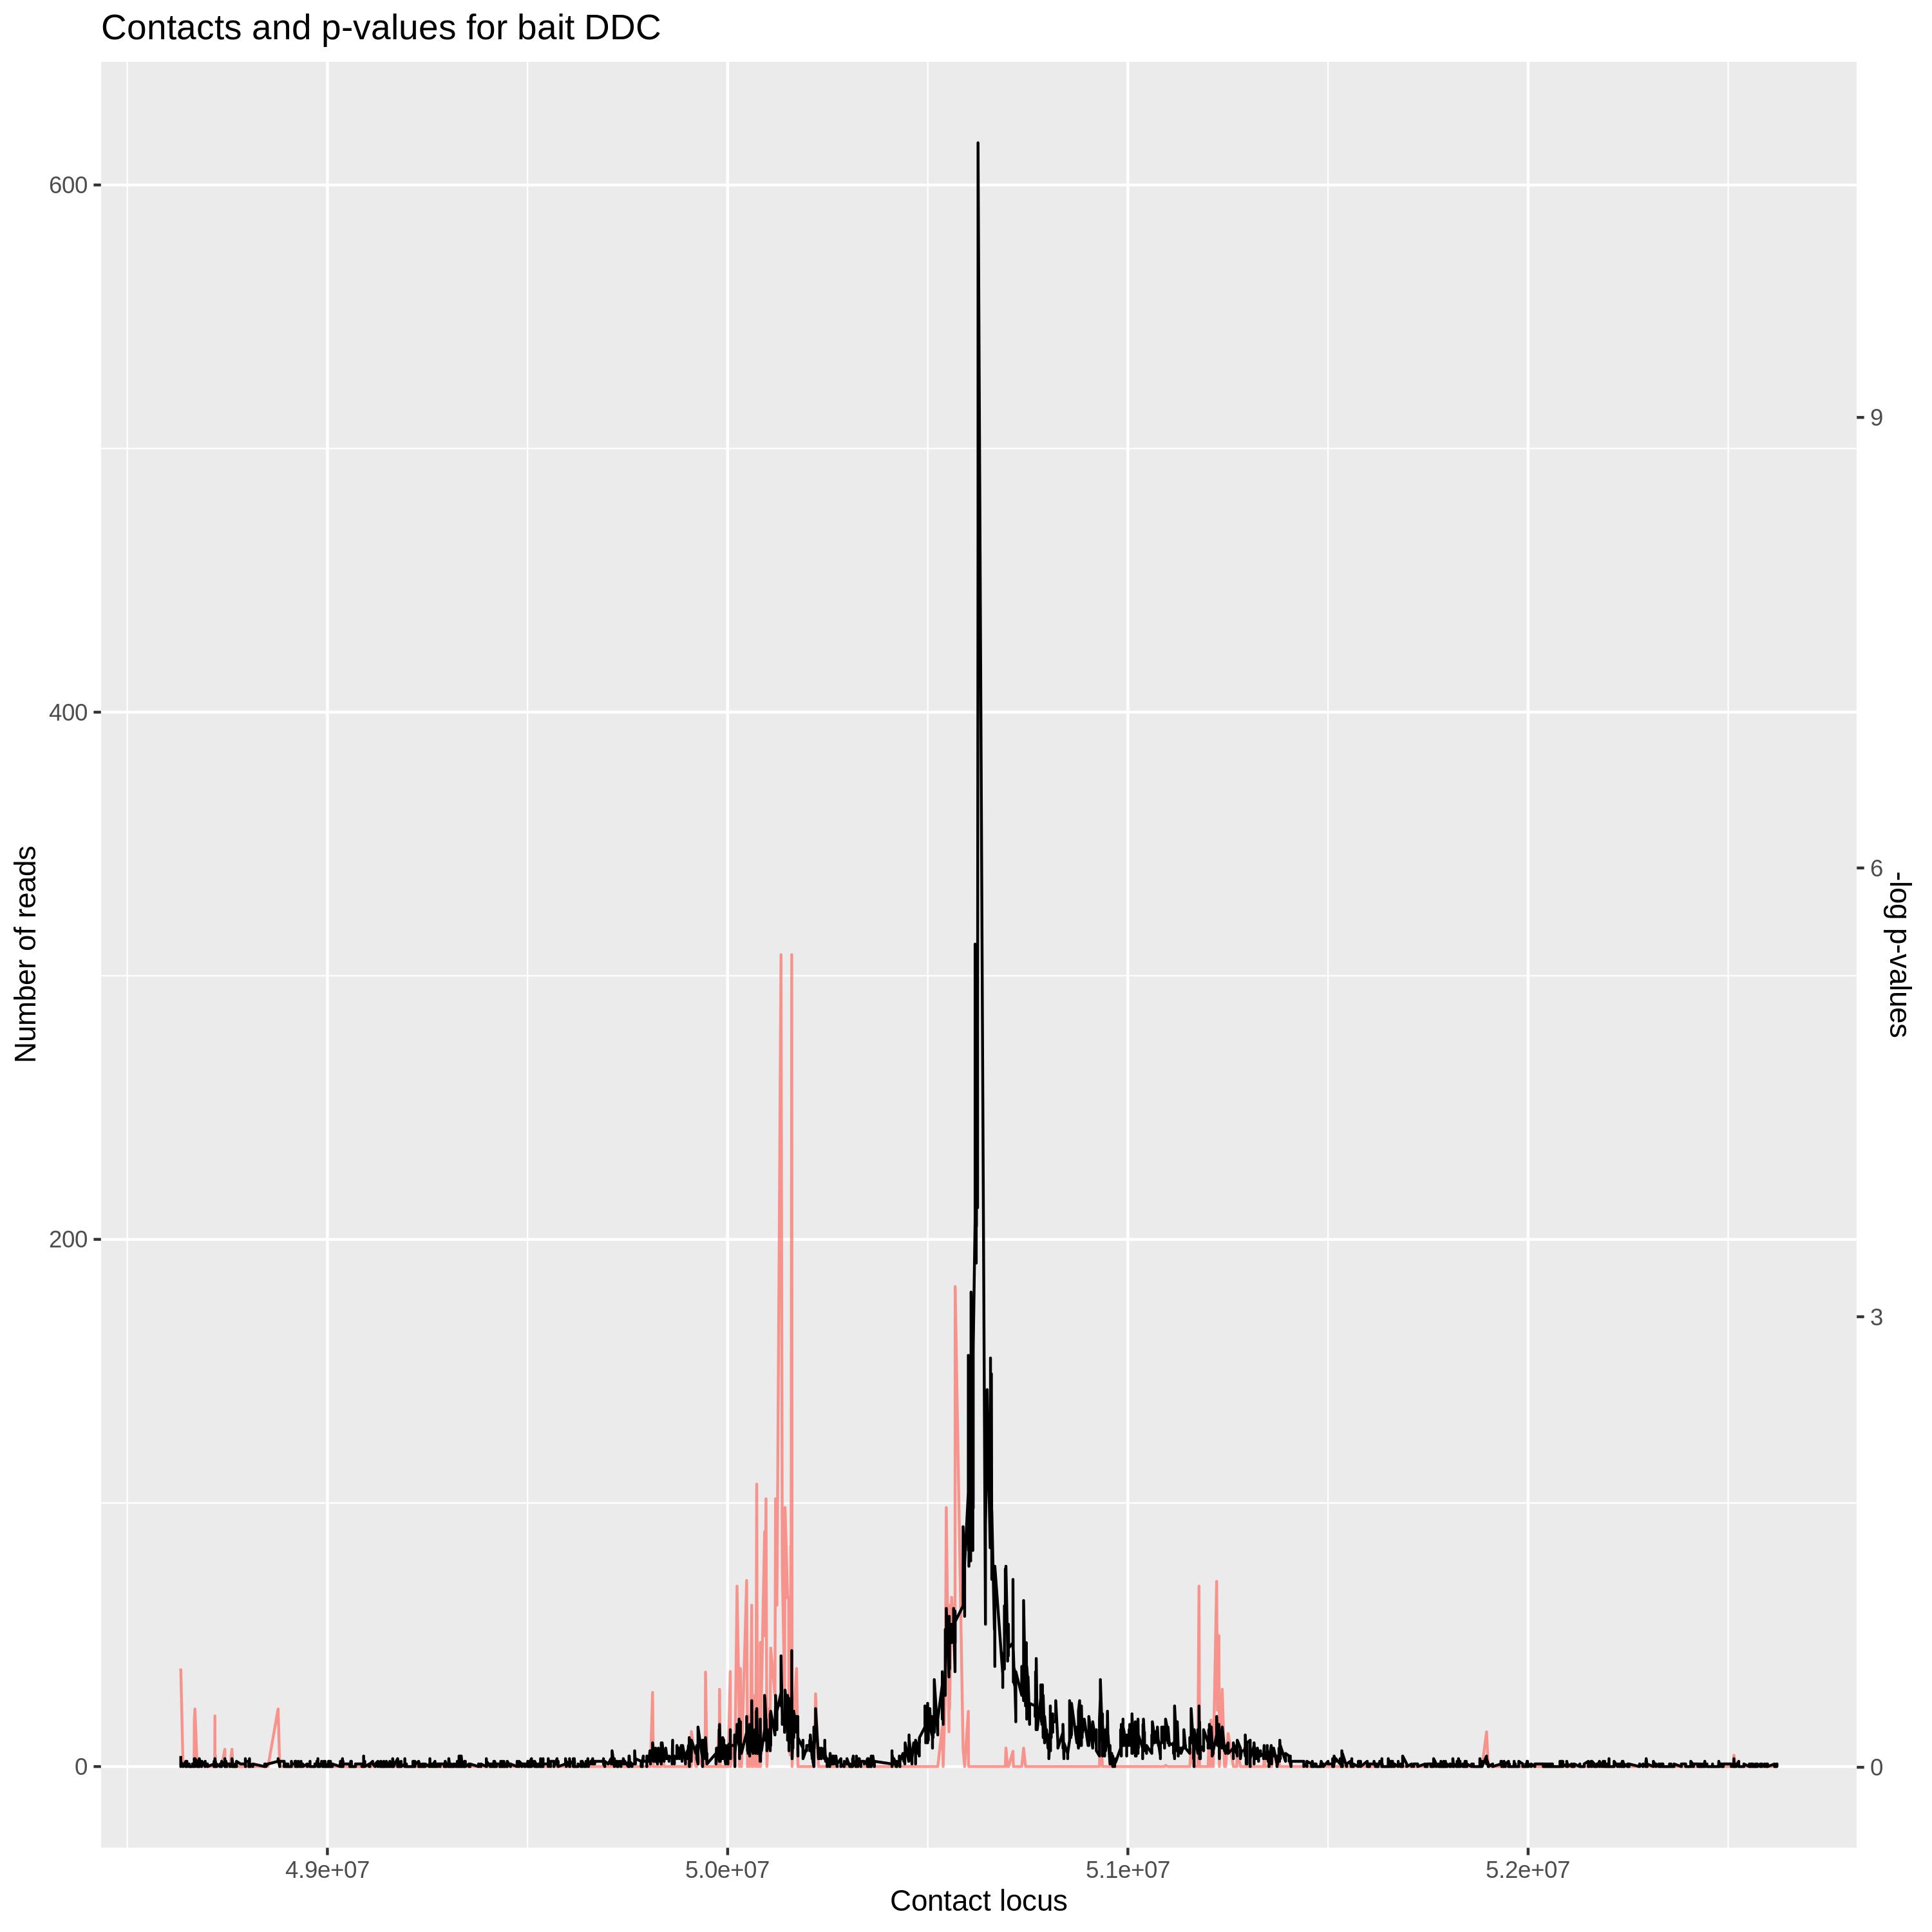 Contacts and p-values for bait DDC
600
400
200
0
Number of reads
9
6
3
0
-log p-values
4.9e+07
5.0e+07
5.1e+07
5.2e+07
Contact locus